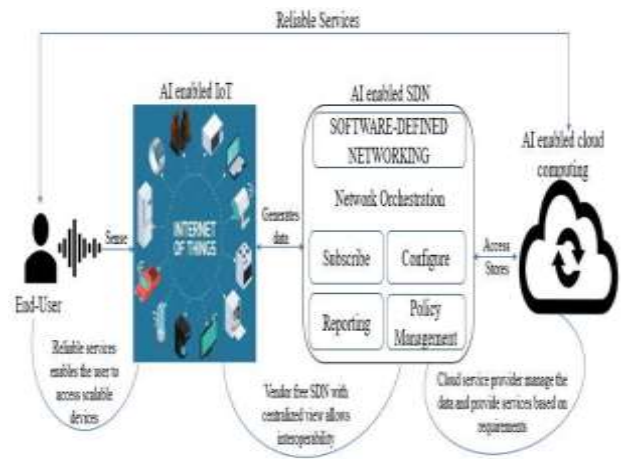 Reliable Services
AI enabled IoT
AI enabled SDN
SOFTWARE-DEFINED
NETWORKING
AI enabled cloud
computing
Network Orchestration
INTERNET
OF THINGS
Sense
Generates
data
Subscribe
Configure
Access
Stores
End-User
Reporting
Policy
Management
Reliable services
enables the user to
access scalable
devices
Vendor free SDN with
centralized view allows
interoperability
Cloud service provider manage the
data and provide services based on
requirements